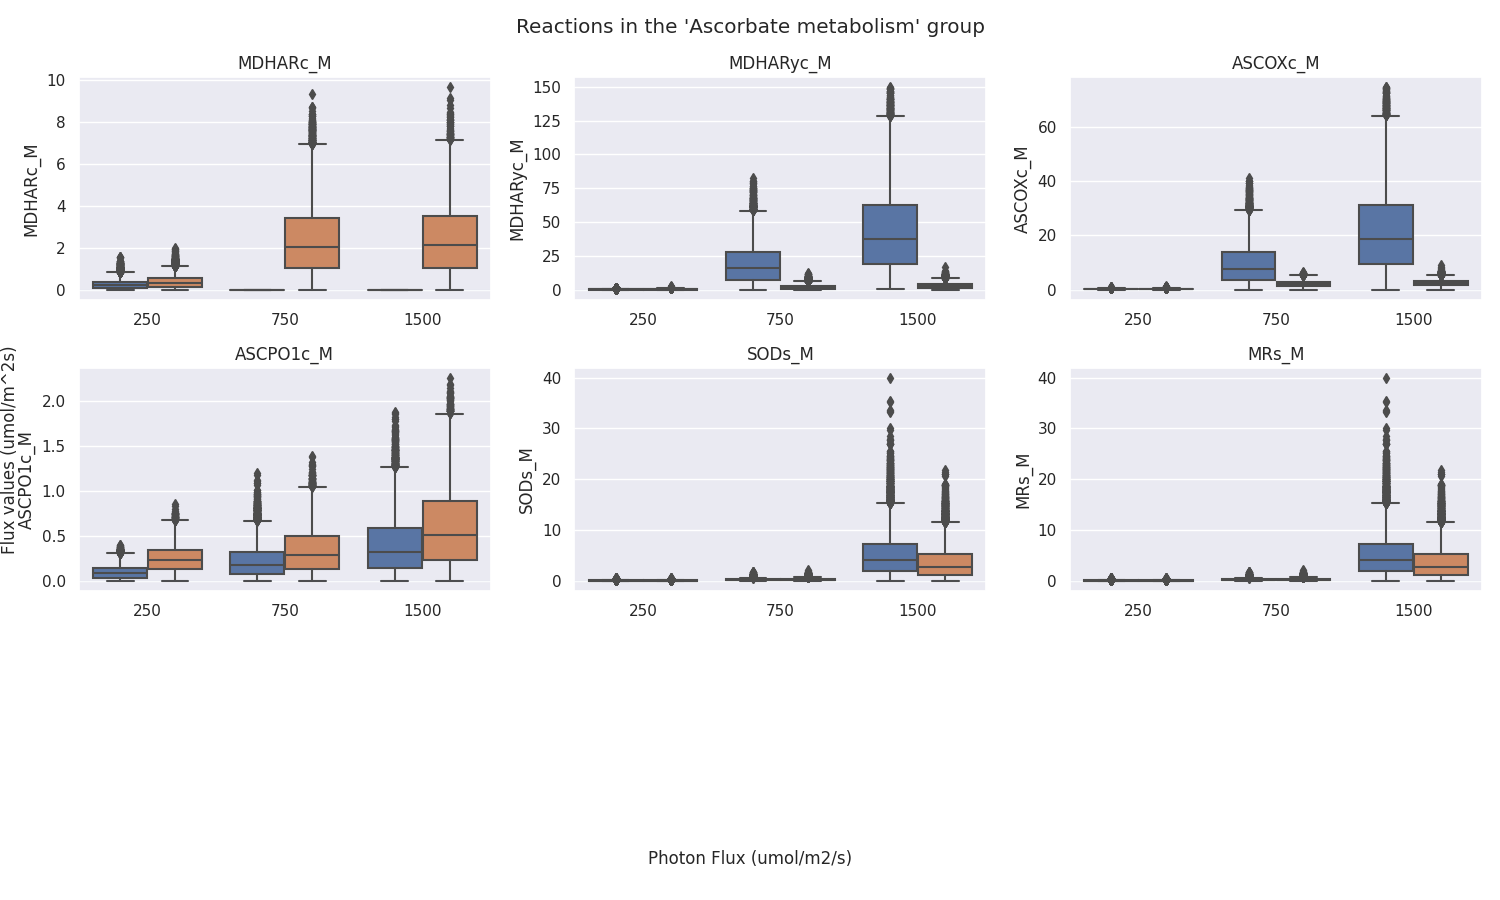 Reactions in the 'Ascorbate metabolism' group
MDHARc_M
MDHARc_M
10
8
6
4
2
0
250 750 1500
MDHARyc_M
MDHARyc_M
150
125
100
75
50
25
0
250 750 1500
ASCOXc_M
ASCOXc_M
60
40
20
0
250 750 1500
Flux values (umol/m^2s)
ASCPO1c_M
ASCPO1c_M
2.0
1.5
1.0
0.5
0.0
250 750 1500
SODs_M
SODs_M
40
30
20
10
0
250 750 1500
MRs_M
MRs_M
40
30
20
10
0
250 750 1500
Photon Flux (umol/m2/s)